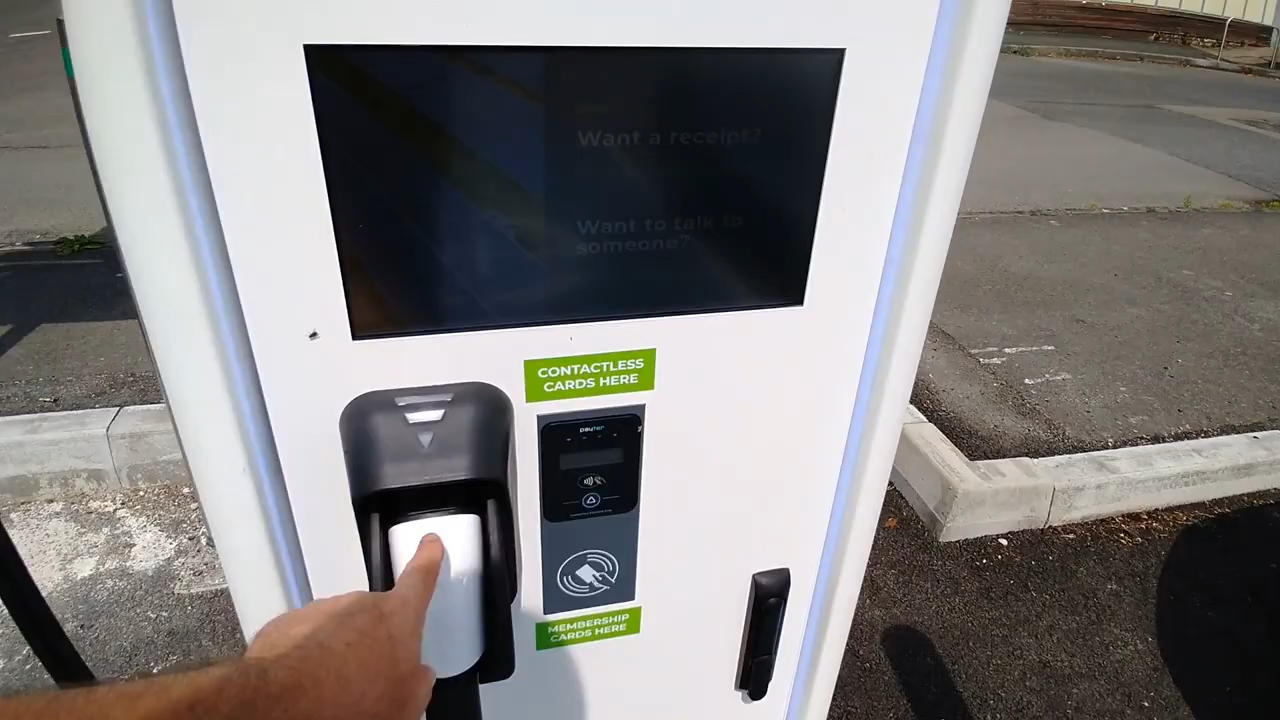 Want a receipt?
Want to talk to
someone?
CONTACTLESS
CARDS HERE
payter
MEMBERSHIP
CARDS HERE